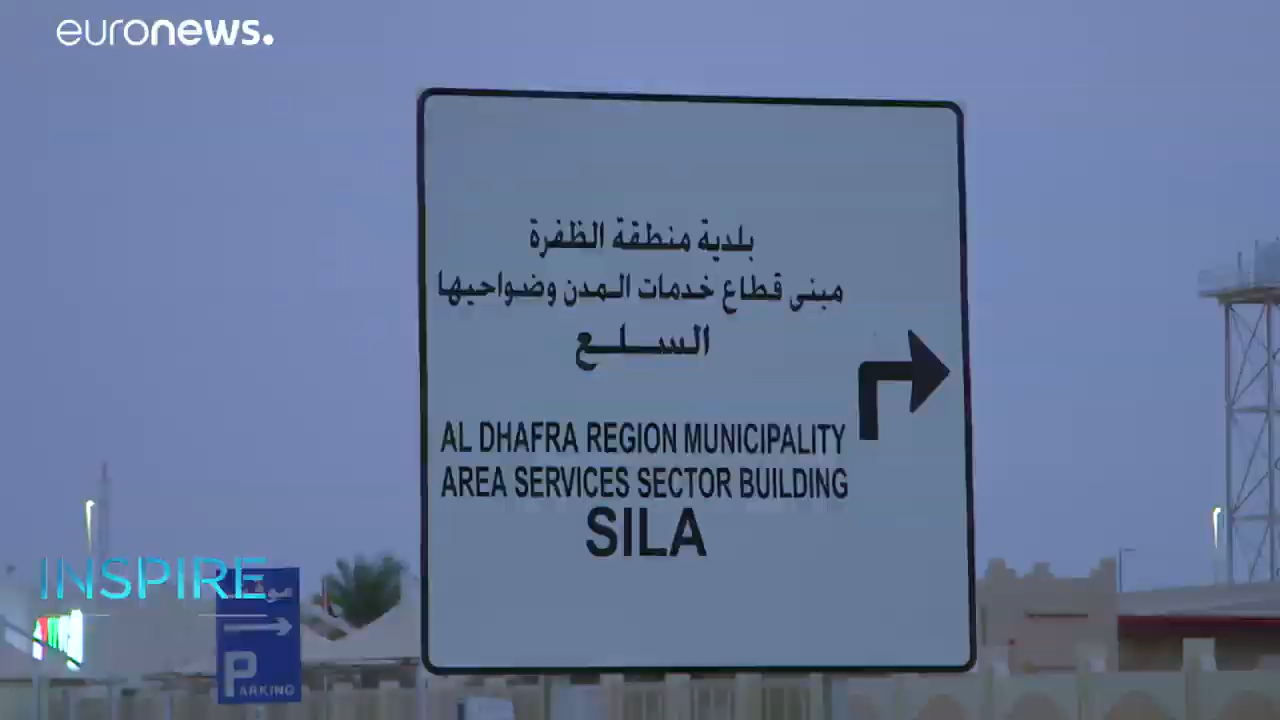 euronews.
بلدية منطقة الظفرة
مبنى قطاع خدمات المدن وضواحيها
السلع
AL DHAFRA REGION MUNICIPALITY
AREA SERVICES SECTOR BUILDING
SILA
INSPIRE
PARKING